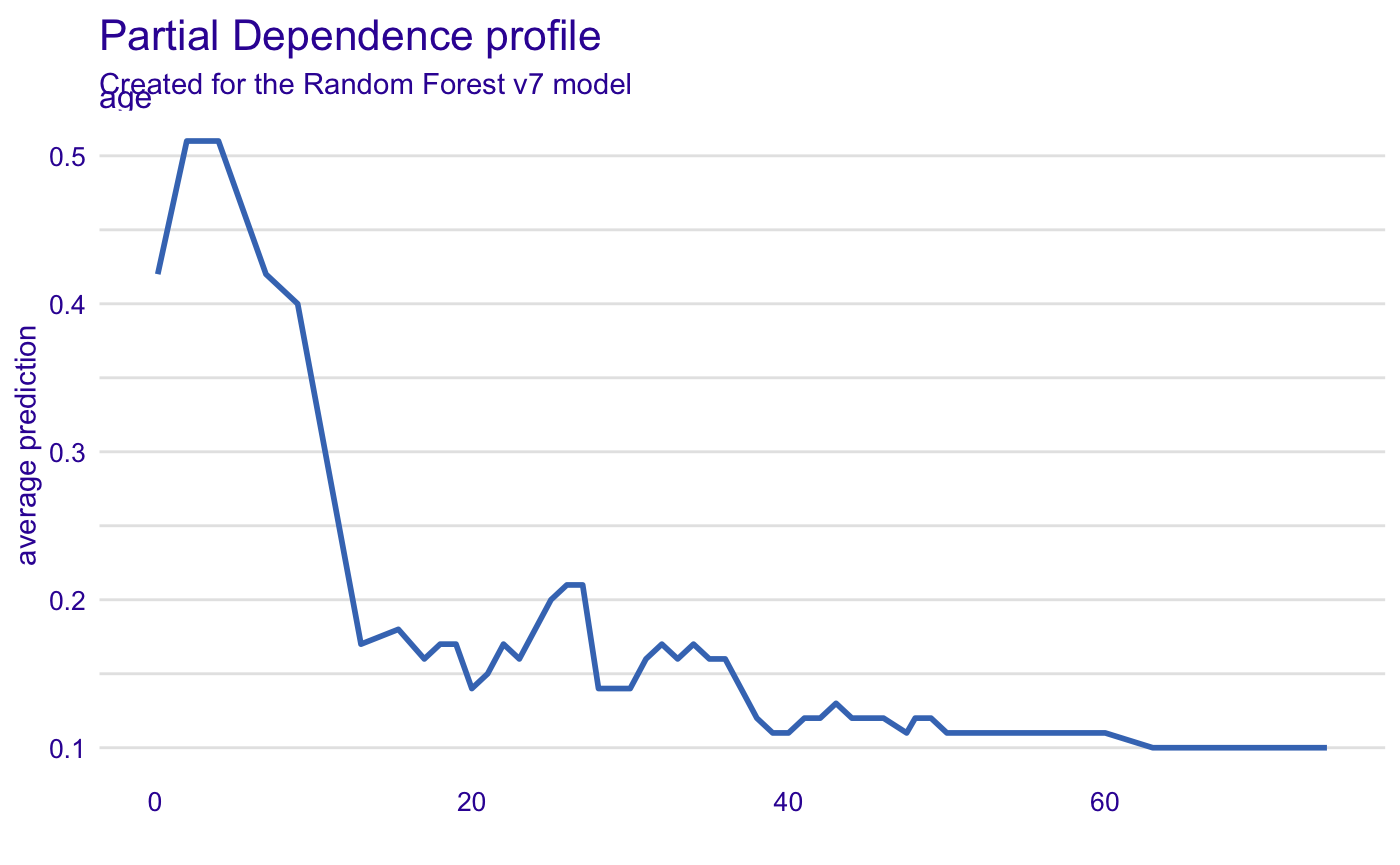 Partial Dependence profile
Created for the Random Forest v7 model
age
average prediction
0.5
0.4
0.3
0.2
0.1
0 20 40 60